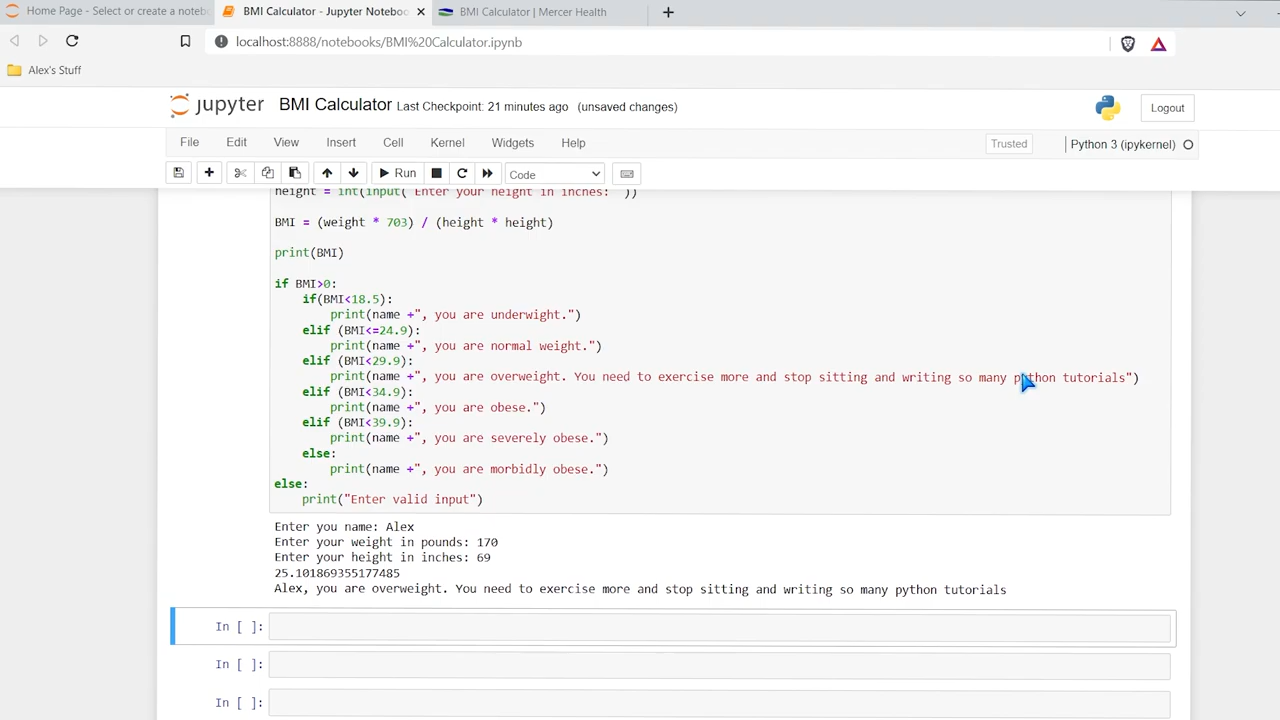 Home Page - Select or create a noteb
BMI Calculator - Jupyter Noteboo
BMI Calculator | Mercer Health
localhost:8888/notebooks/BMI%20Calculator.ipynb
Alex's Stuff
jupyter BMI Calculator Last Checkpoint: 21 minutes ago (unsaved changes)
Logout
File Edit View Insert Cell Kernel Widgets Help
Trusted
Python 3 (ipykernel)
Run
Code
height = int(input( Enter your height in inches: ))
BMI = (weight * 703) / (height * height)
print(BMI)
if BMI>0:
if(BMI<18.5):
print(name +", you are underwight.")
elif (BMI<=24.9):
print(name +", you are normal weight.")
elif (BMI<29.9):
print(name +", you are overweight. You need to exercise more and stop sitting and writing so many python tutorials")
elif (BMI<34.9):
print(name +", you are obese.")
elif (BMI<39.9):
print(name +", you are severely obese.")
else:
print(name +", you are morbidly obese.")
else:
print("Enter valid input")
Enter you name: Alex
Enter your weight in pounds: 170
Enter your height in inches: 69
25.101869355177485
Alex, you are overweight. You need to exercise more and stop sitting and writing so many python tutorials
In [ ]:
In [ ]:
In [ ]: